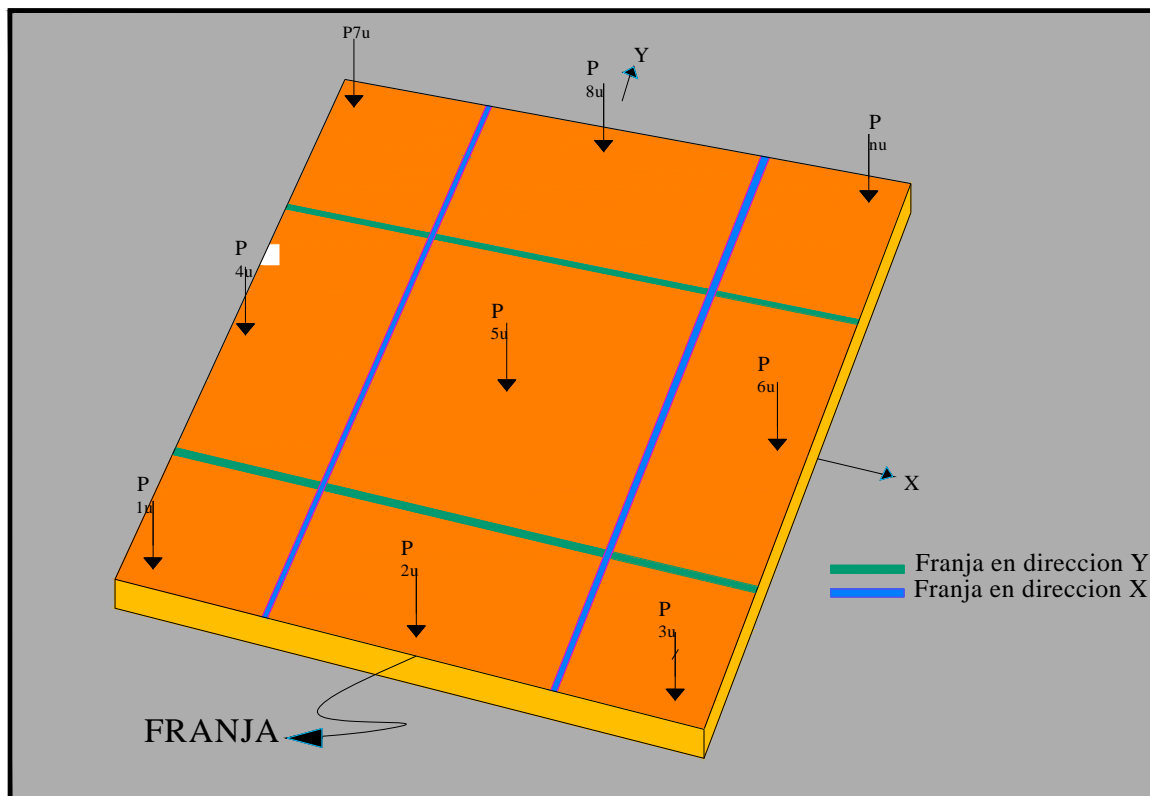 P7u
P
8u
Y
P
nu
P
4u
P
5u
P
6u
X
P
1u
P
2u
Franja en direccion Y
Franja en direccion X
P
3u
FRANJA